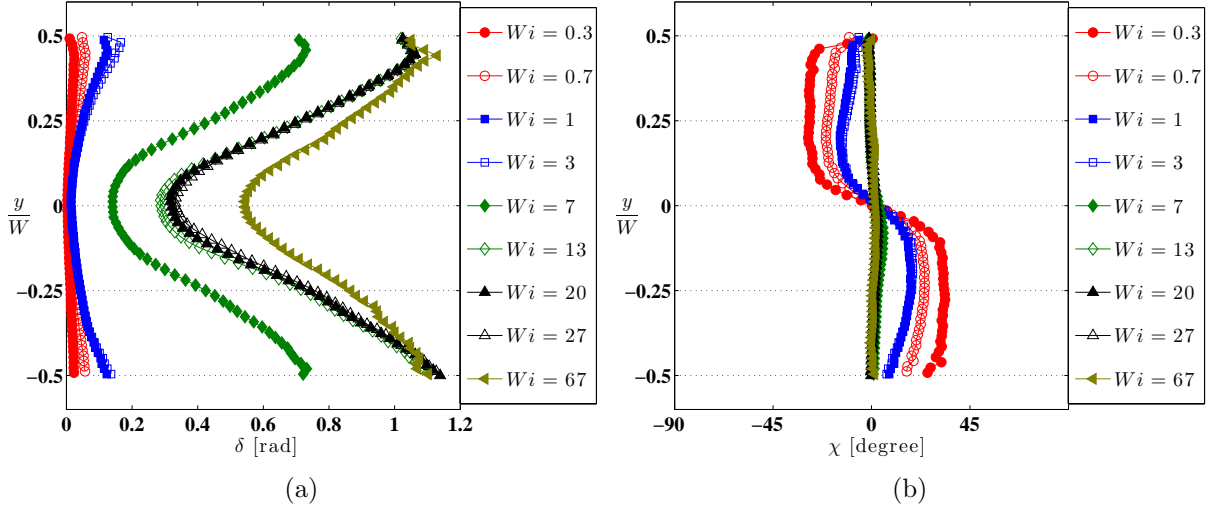 0.5
0.25
0
−0.25
−0.5
y
W
0
0.2
0.4
0.6
0.8
1
1.2
δ [rad]
Wi = 0.3
Wi = 0.7
Wi = 1
Wi = 3
Wi = 7
Wi = 13
Wi = 20
Wi = 27
Wi = 67
(a)
0.5
0.25
0
−0.25
−0.5
y
W
−90
−45
0
45
χ [degree]
Wi = 0.3
Wi = 0.7
Wi = 1
Wi = 3
Wi = 7
Wi = 13
Wi = 20
Wi = 27
Wi = 67
(b)